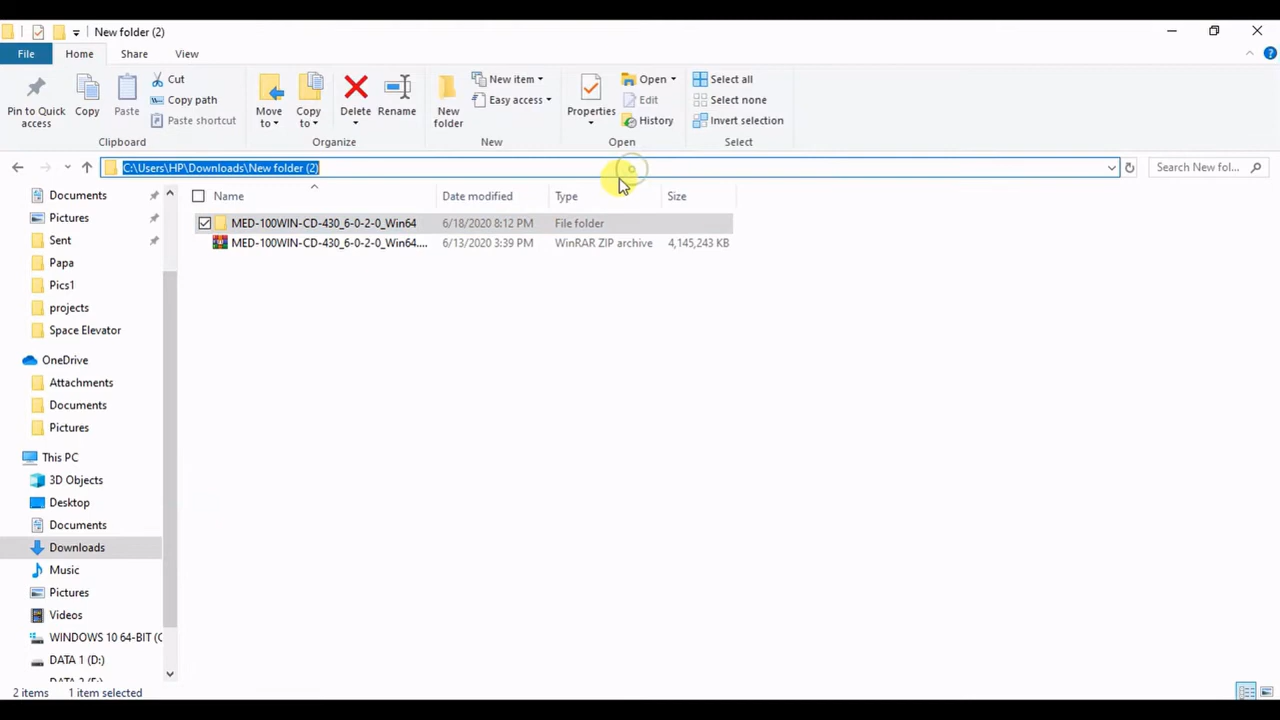 New folder (2)
File Home Share View
Pin to Quick access
Copy
Paste
Cut
Copy path
Paste shortcut
Clipboard
Move to
Copy to
Delete
Rename
Organize
New folder
New item
Easy access
New
Properties
Open
Edit
History
Open
Select all
Select none
Invert selection
Select
C:\Users\HP\Downloads\New folder (2)
Search New fol...
Name Date modified Type Size
MED-100WIN-CD-430_6-0-2-0_Win64 6/18/2020 8:12 PM File folder
MED-100WIN-CD-430_6-0-2-0_Win64.... 6/13/2020 3:39 PM WinRAR ZIP archive 4,145,243 KB
Documents
Pictures
Sent
Papa
Pics1
projects
Space Elevator
OneDrive
Attachments
Documents
Pictures
This PC
3D Objects
Desktop
Documents
Downloads
Music
Pictures
Videos
WINDOWS 10 64-BIT (C
DATA 1 (D:)
2 items 1 item selected